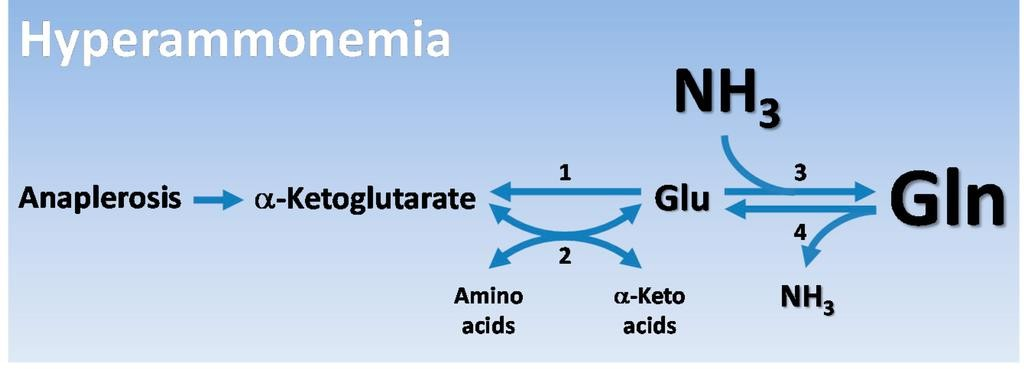 Hyperammonemia
NH₃
Anaplerosis α-Ketoglutarate 1 Glu 3 Gln
2 4
Amino acids
α-Keto acids
NH₃